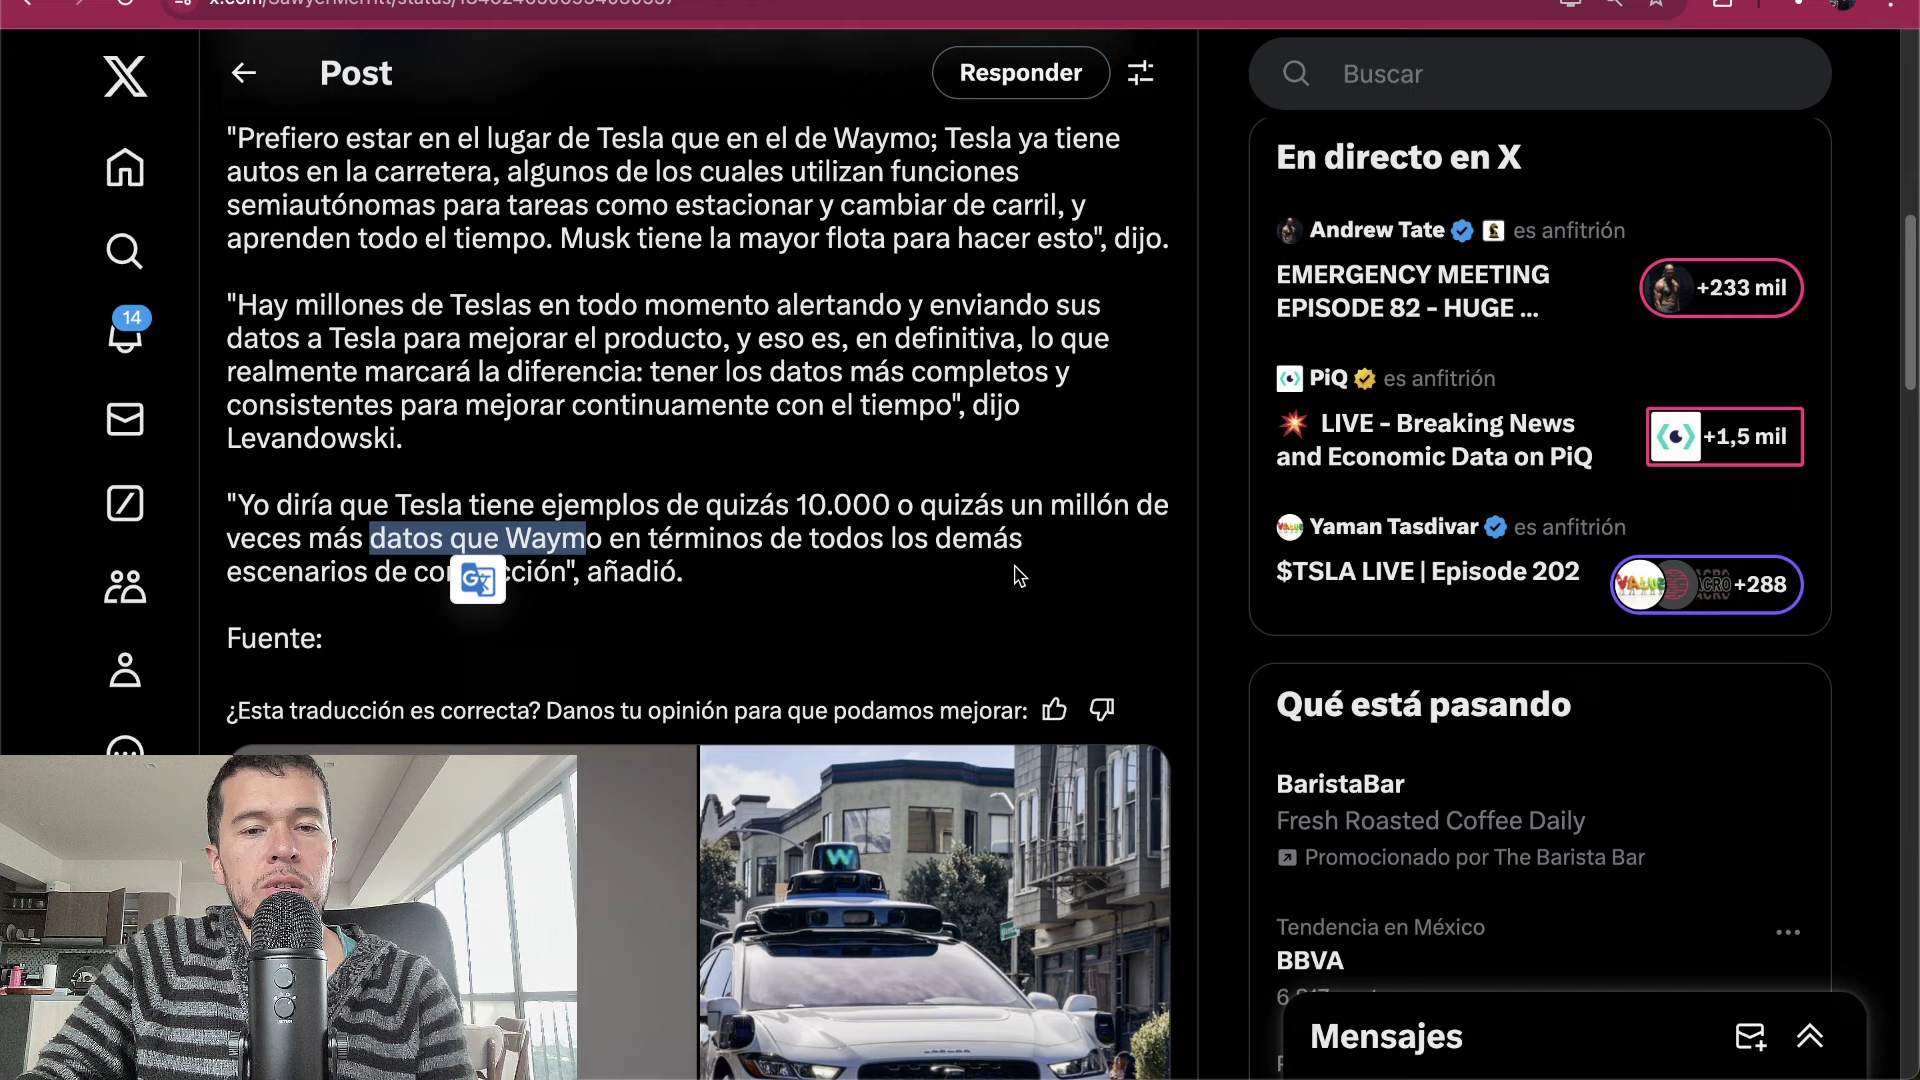 Post
Responder
Buscar
"Prefiero estar en el lugar de Tesla que en el de Waymo; Tesla ya tiene
autos en la carretera, algunos de los cuales utilizan funciones
semiautónomas para tareas como estacionar y cambiar de carril, y
aprenden todo el tiempo. Musk tiene la mayor flota para hacer esto", dijo.
"Hay millones de Teslas en todo momento alertando y enviando sus
datos a Tesla para mejorar el producto, y eso es, en definitiva, lo que
realmente marcará la diferencia: tener los datos más completos y
consistentes para mejorar continuamente con el tiempo", dijo
Levandowski.
"Yo diría que Tesla tiene ejemplos de quizás 10.000 o quizás un millón de
veces más datos que Waymo en términos de todos los demás
escenarios de co cción", añadió.
Fuente:
¿Esta traducción es correcta? Danos tu opinión para que podamos mejorar:
14
En directo en X
Andrew Tate es anfitrión
EMERGENCY MEETING
EPISODE 82 - HUGE ...
+233 mil
PiQ es anfitrión
LIVE - Breaking News
and Economic Data on PiQ
+1,5 mil
Yaman Tasdivar es anfitrión
$TSLA LIVE | Episode 202
VALUE
+288
Qué está pasando
BaristaBar
Fresh Roasted Coffee Daily
Promocionado por The Barista Bar
Tendencia en México
BBVA
Mensajes